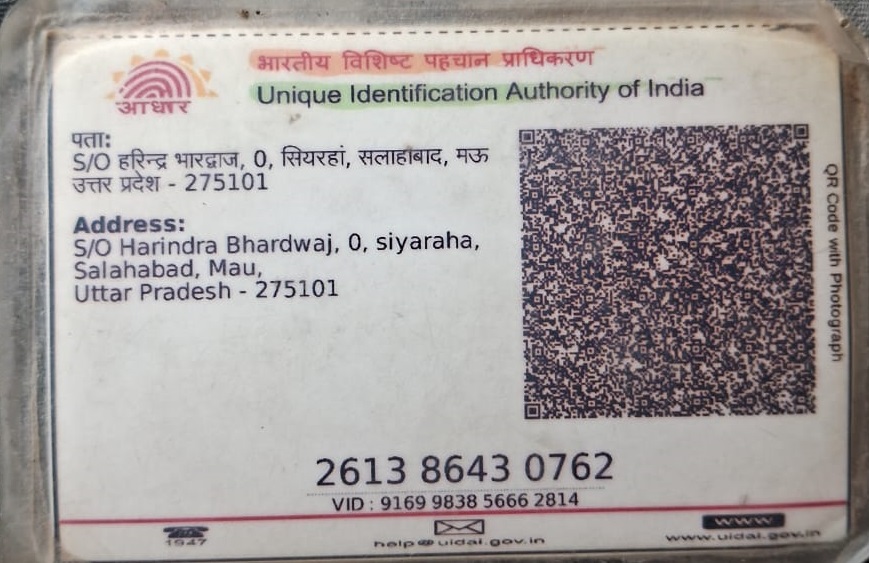 भारतीय विशिष्ट पहचान प्राधिकरण
आधार
Unique Identification Authority of India
पता:
S/O हरिन्द्र भारद्वाज, 0, सियरहां, सलाहाबाद, मऊ
उत्तर प्रदेश - 275101
Address:
S/O Harindra Bhardwaj, 0, siyaraha,
Salahabad, Mau,
Uttar Pradesh - 275101
QR Code with Photograph
2613 8643 0762
VID : 9169 9838 5666 2814
1947
help@uidai.gov.in
www
www.uidai.gov.in